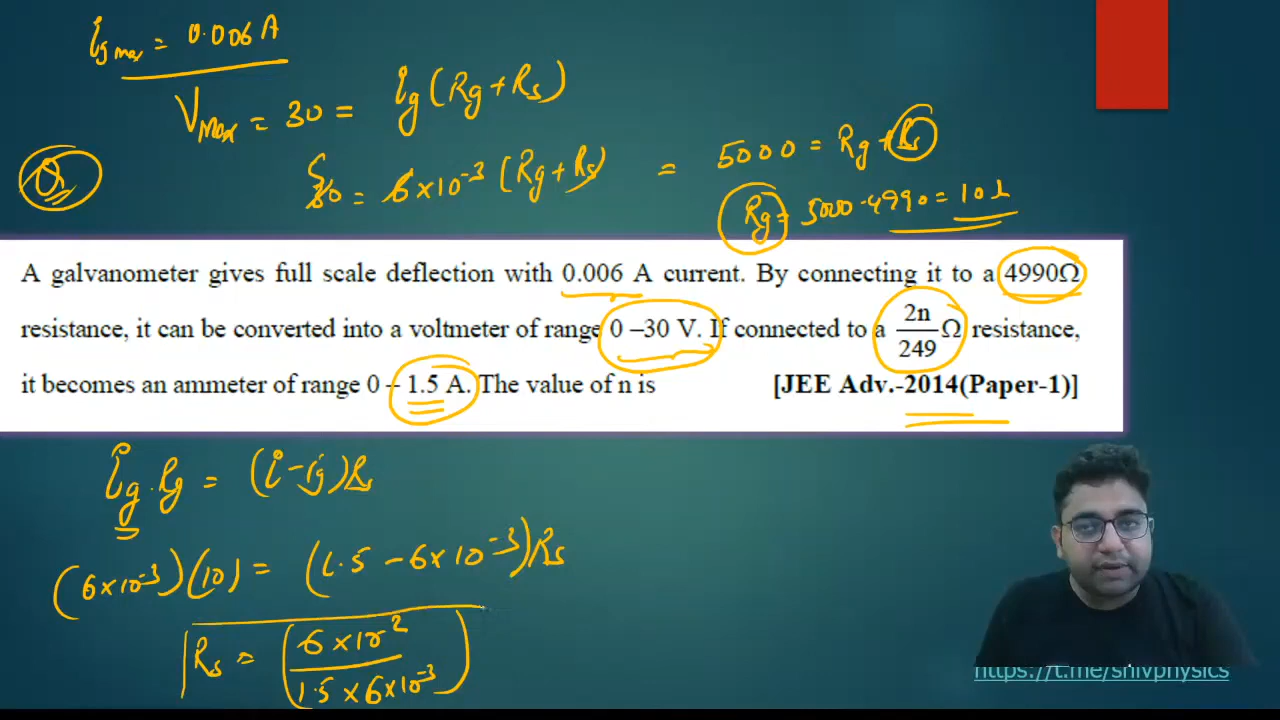 ig max = 0.006 A
Vmax = 30 = ig (Rg + Rs)
30 = 6 × 10⁻³ (Rg + Rs) = 5000 = Rg + Rs
5
Q
Rg = 5000 - 4990 = 10 Ω
A galvanometer gives full scale deflection with 0.006 A current. By connecting it to a 4990Ω
resistance, it can be converted into a voltmeter of range 0 –30 V. If connected to a 2n/249 Ω resistance,
it becomes an ammeter of range 0 – 1.5 A. The value of n is [JEE Adv.-2014(Paper-1)]
ig . Rg = (i - ig) Rs
(6×10⁻³)(10) = (1.5 - 6×10⁻³) Rs
Rs = (6×10⁻² / 1.5 × 6×10⁻³)
https://t.me/shivphysics